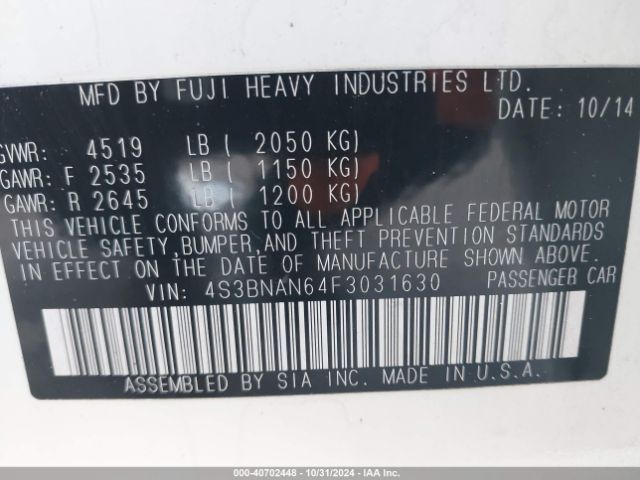 MFD BY FUJI HEAVY INDUSTRIES LTD.
DATE: 10/14
GVWR: 4519 LB ( 2050 KG)
GAWR: F 2535 LB ( 1150 KG)
GAWR: R 2645 LB ( 1200 KG)
THIS VEHICLE CONFORMS TO ALL APPLICABLE FEDERAL MOTOR
VEHICLE SAFETY, BUMPER, AND THEFT PREVENTION STANDARDS
IN EFFECT ON THE DATE OF MANUFACTURE SHOWN ABOVE.
VIN: 4S3BNAN64F3031630 PASSENGER CAR
ASSEMBLED BY SIA INC. MADE IN U.S.A.
000-40702448 - 10/31/2024 - IAA Inc.